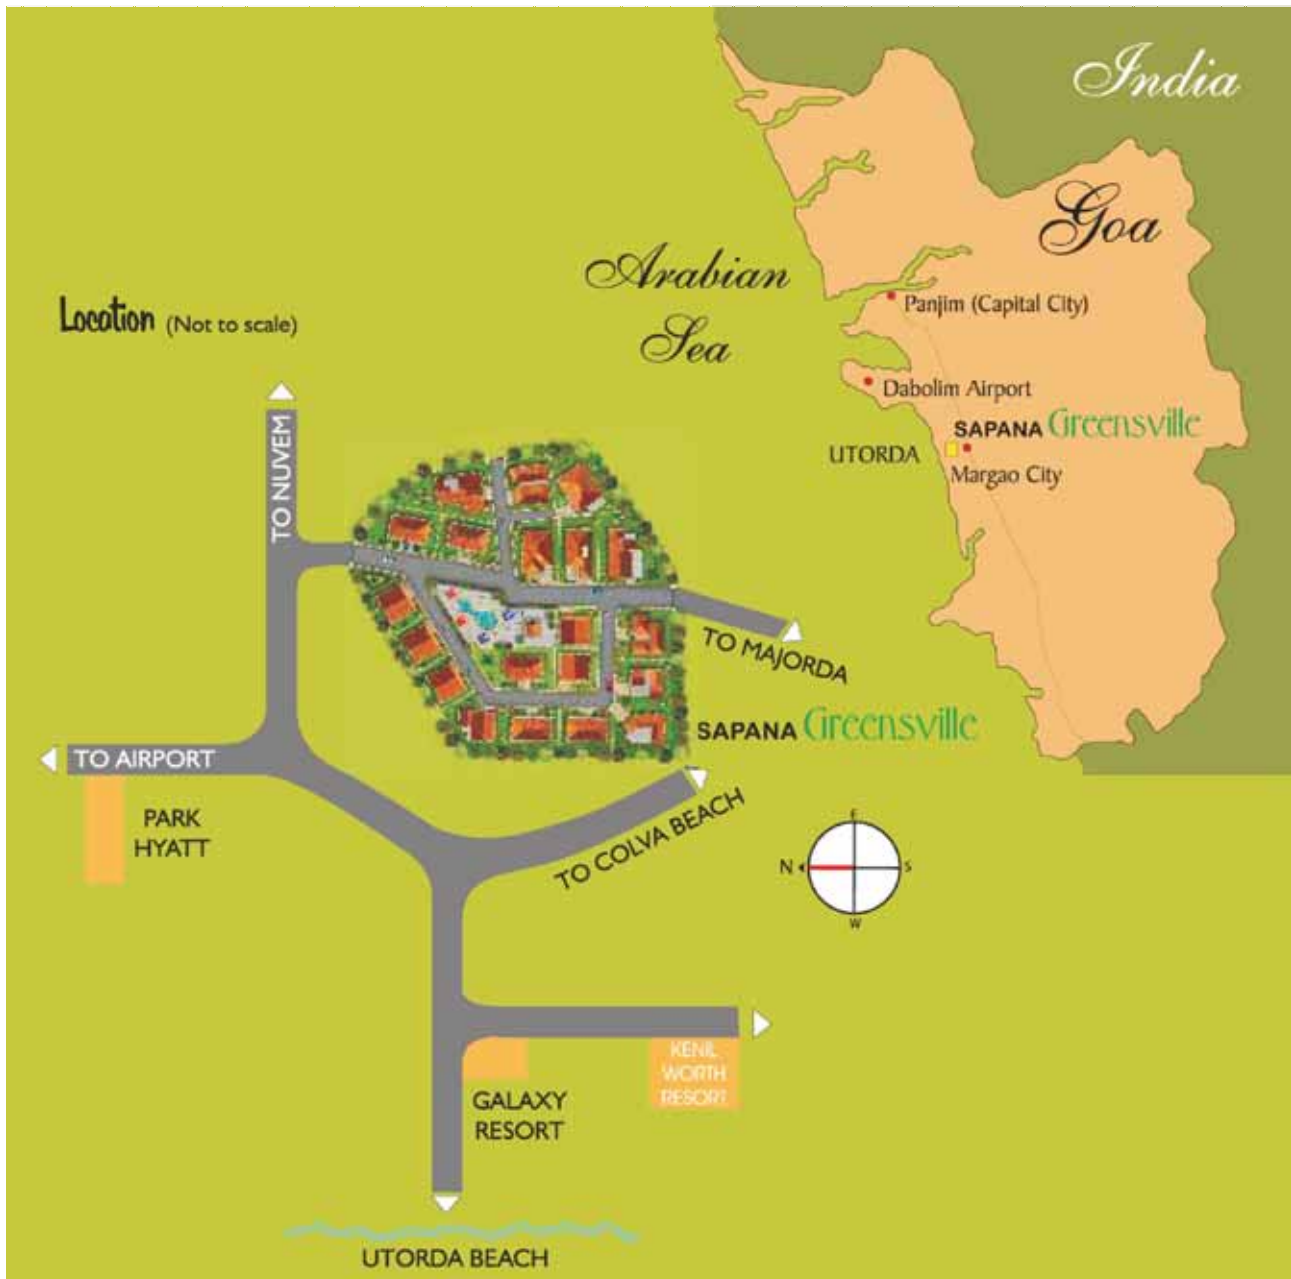 India
Goa
Arabian
Sea
Panjim (Capital City)
Location (Not to scale)
Dabolim Airport
SAPANA Greensville
UTORDA
Margao City
TO NUVEM
TO MAJORDA
SAPANA Greensville
TO AIRPORT
PARK
HYATT
TO COLVA BEACH
E
N
S
W
KENIL
WORTH
RESORT
GALAXY
RESORT
UTORDA BEACH